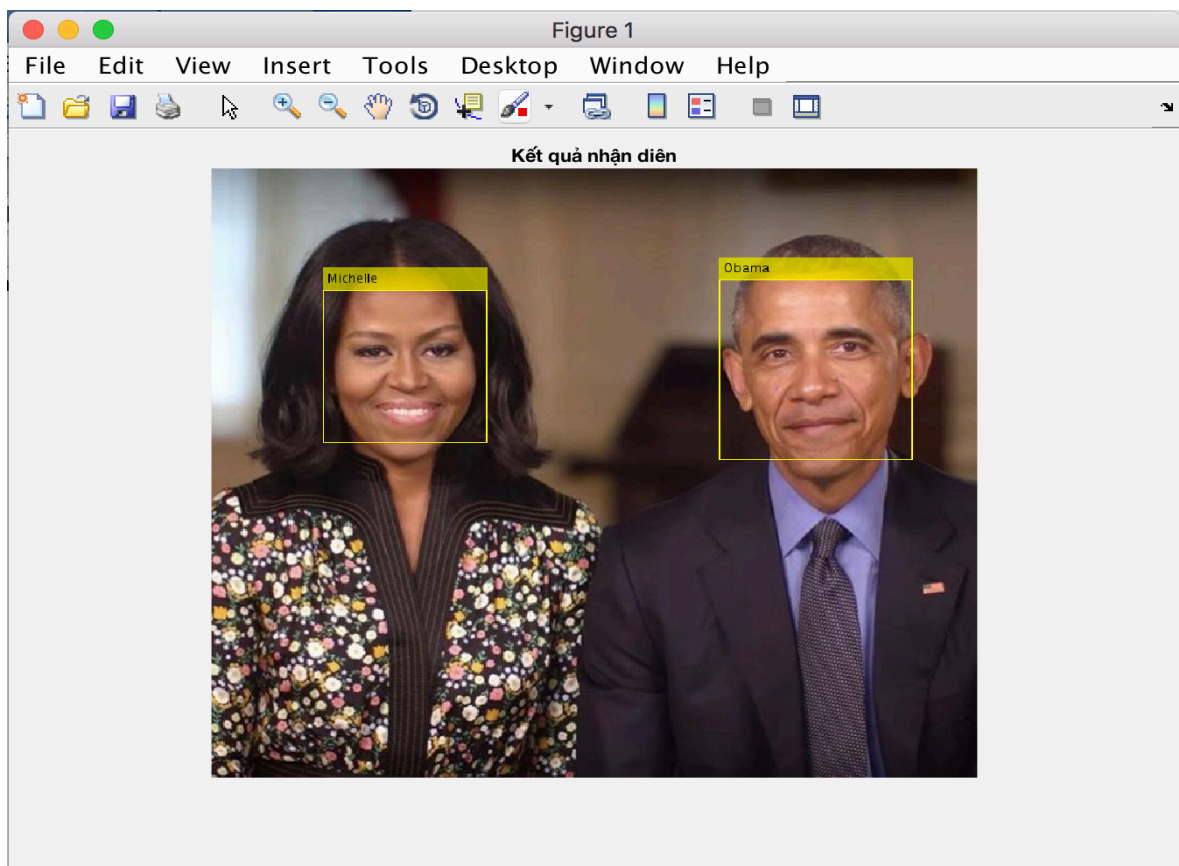 Figure 1
File Edit View Insert Tools Desktop Window Help
Kết quả nhận diên
Michelle
Obama